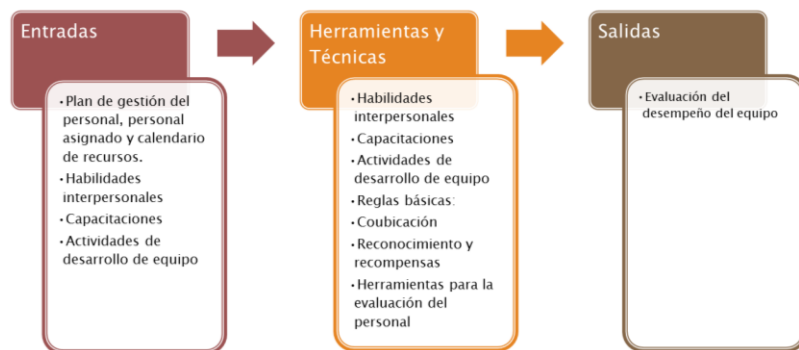 Entradas
• Plan de gestión del
personal, personal
asignado y calendario
de recursos.
• Habilidades
interpersonales
• Capacitaciones
• Actividades de
desarrollo de equipo
Herramientas y
Técnicas
• Habilidades
interpersonales
• Capacitaciones
• Actividades de
desarrollo de equipo
• Reglas básicas:
• Coubicación
• Reconocimiento y
recompensas
• Herramientas para la
evaluación del
personal
Salidas
• Evaluación del
desempeño del equipo